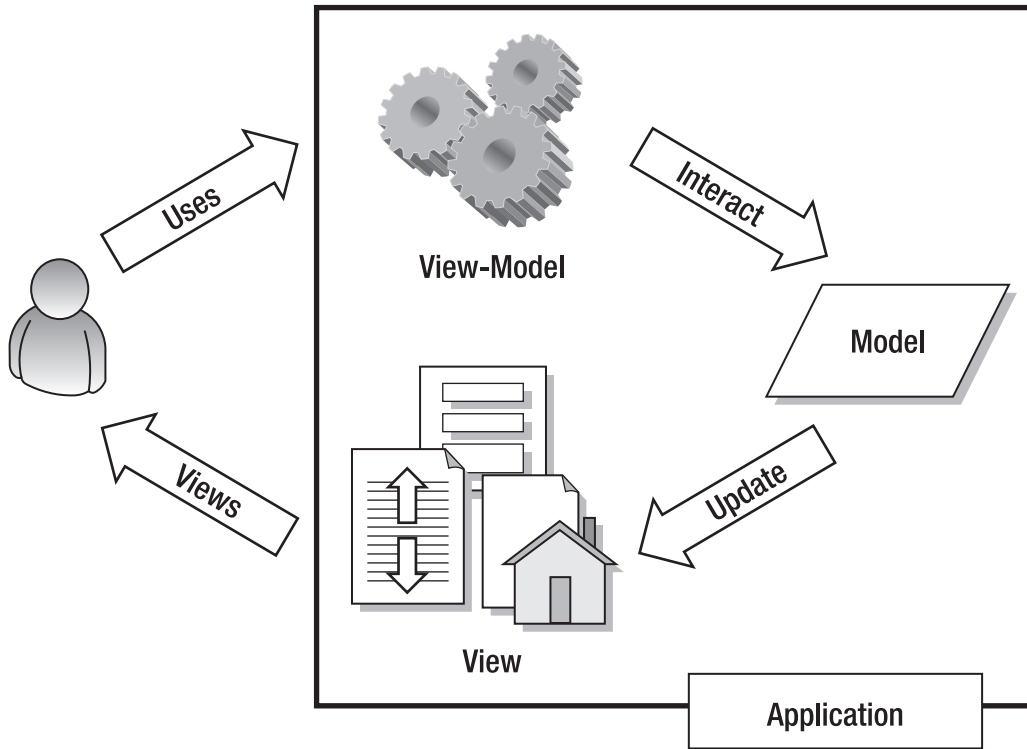 Uses
Interact
View-Model
Model
Views
Update
View
Application